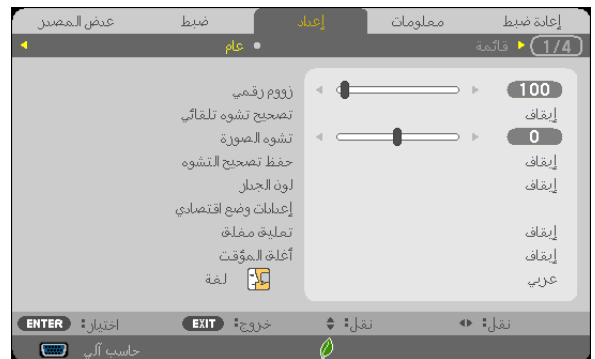 عرض المصدر ضبط إعداد معلومات إعادة ضبط
عام قائمة 1/4
زووم رقمي 100
تصحيح تشوه تلقائي إيقاف
تشوه الصورة 0
حفظ تصحيح التشوه إيقاف
لون الجدار إيقاف
إعدادات وضع اقتصادي
تعليق مغلق إيقاف
أغلق المؤقت إيقاف
لغة عربي
ENTER اختيار: EXIT خروج: نقل: نقل:
حاسب آلي